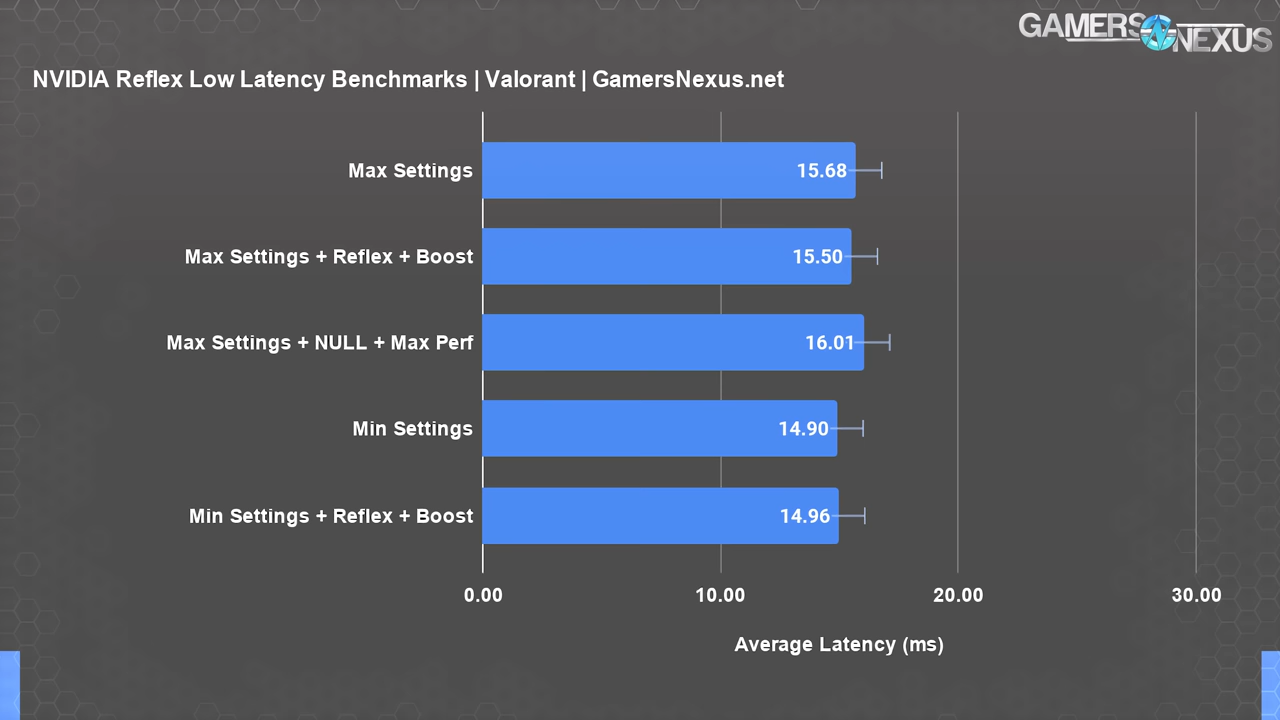 GAMERS NEXUS
NVIDIA Reflex Low Latency Benchmarks | Valorant | GamersNexus.net
Max Settings 15.68
Max Settings + Reflex + Boost 15.50
Max Settings + NULL + Max Perf 16.01
Min Settings 14.90
Min Settings + Reflex + Boost 14.96
0.00 10.00 20.00 30.00
Average Latency (ms)